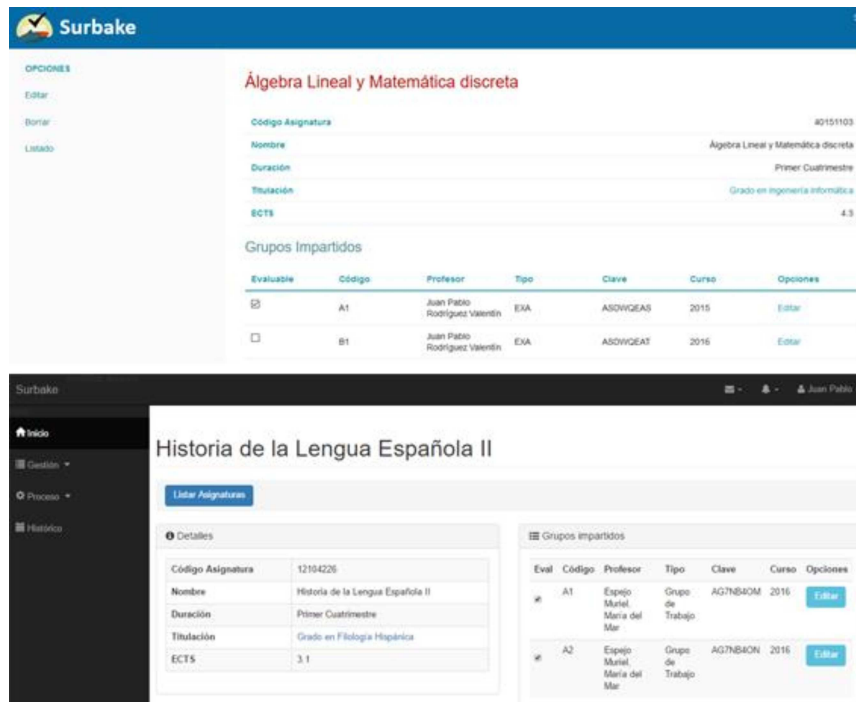 Surbake
OPCIONES
Editar
Borrar
Listado
Álgebra Lineal y Matemática discreta
Código Asignatura 40151103
Nombre Álgebra Lineal y Matemática discreta
Duración Primer Cuatrimestre
Titulación Grado en Ingeniería Informática
ECTS 4.3
Grupos Impartidos
Evaluable Código Profesor Tipo Clave Curso Opciones
A1 Juan Pablo Rodríguez Valentín EXA ASDWQEAS 2015 Editar
B1 Juan Pablo Rodríguez Valentín EXA ASDWQEAT 2016 Editar
Surbake Juan Pablo
Inicio
Gestión
Proceso
Histórico
Historia de la Lengua Española II
Listar Asignaturas
Detalles
Código Asignatura 12104226
Nombre Historia de la Lengua Española II
Duración Primer Cuatrimestre
Titulación Grado en Filología Hispánica
ECTS 3.1
Grupos impartidos
Eval Código Profesor Tipo Clave Curso Opciones
A1 Espejo Muriel, María del Mar Grupo de Trabajo AG7NB4OM 2016 Editar
A2 Espejo Muriel, María del Mar Grupo de Trabajo AG7NB4ON 2016 Editar